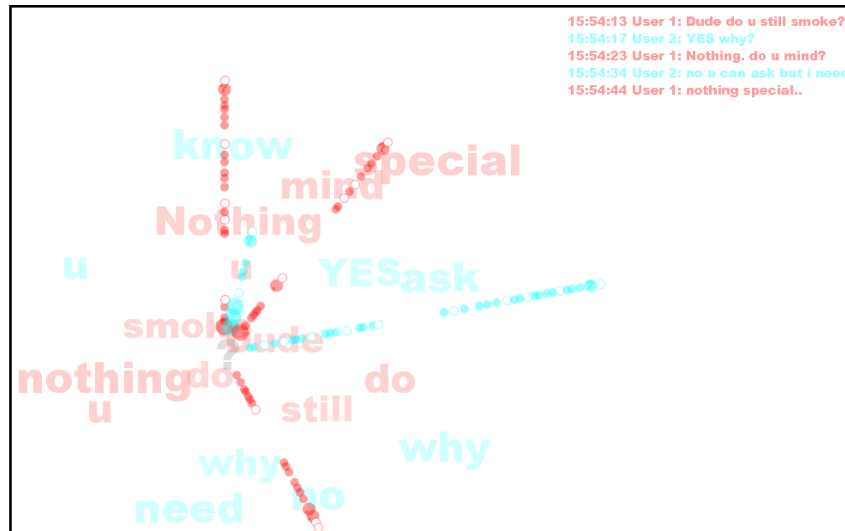 15:54:13 User 1: Dude do u still smoke?
15:54:17 User 2: YES why?
15:54:23 User 1: Nothing. do u mind?
15:54:34 User 2: no u can ask but i need
15:54:44 User 1: nothing special..
know
special
mind
Nothing
u
u
YES
ask
smoke
Dude
?
nothing
do
do
u
still
why
why
need
no